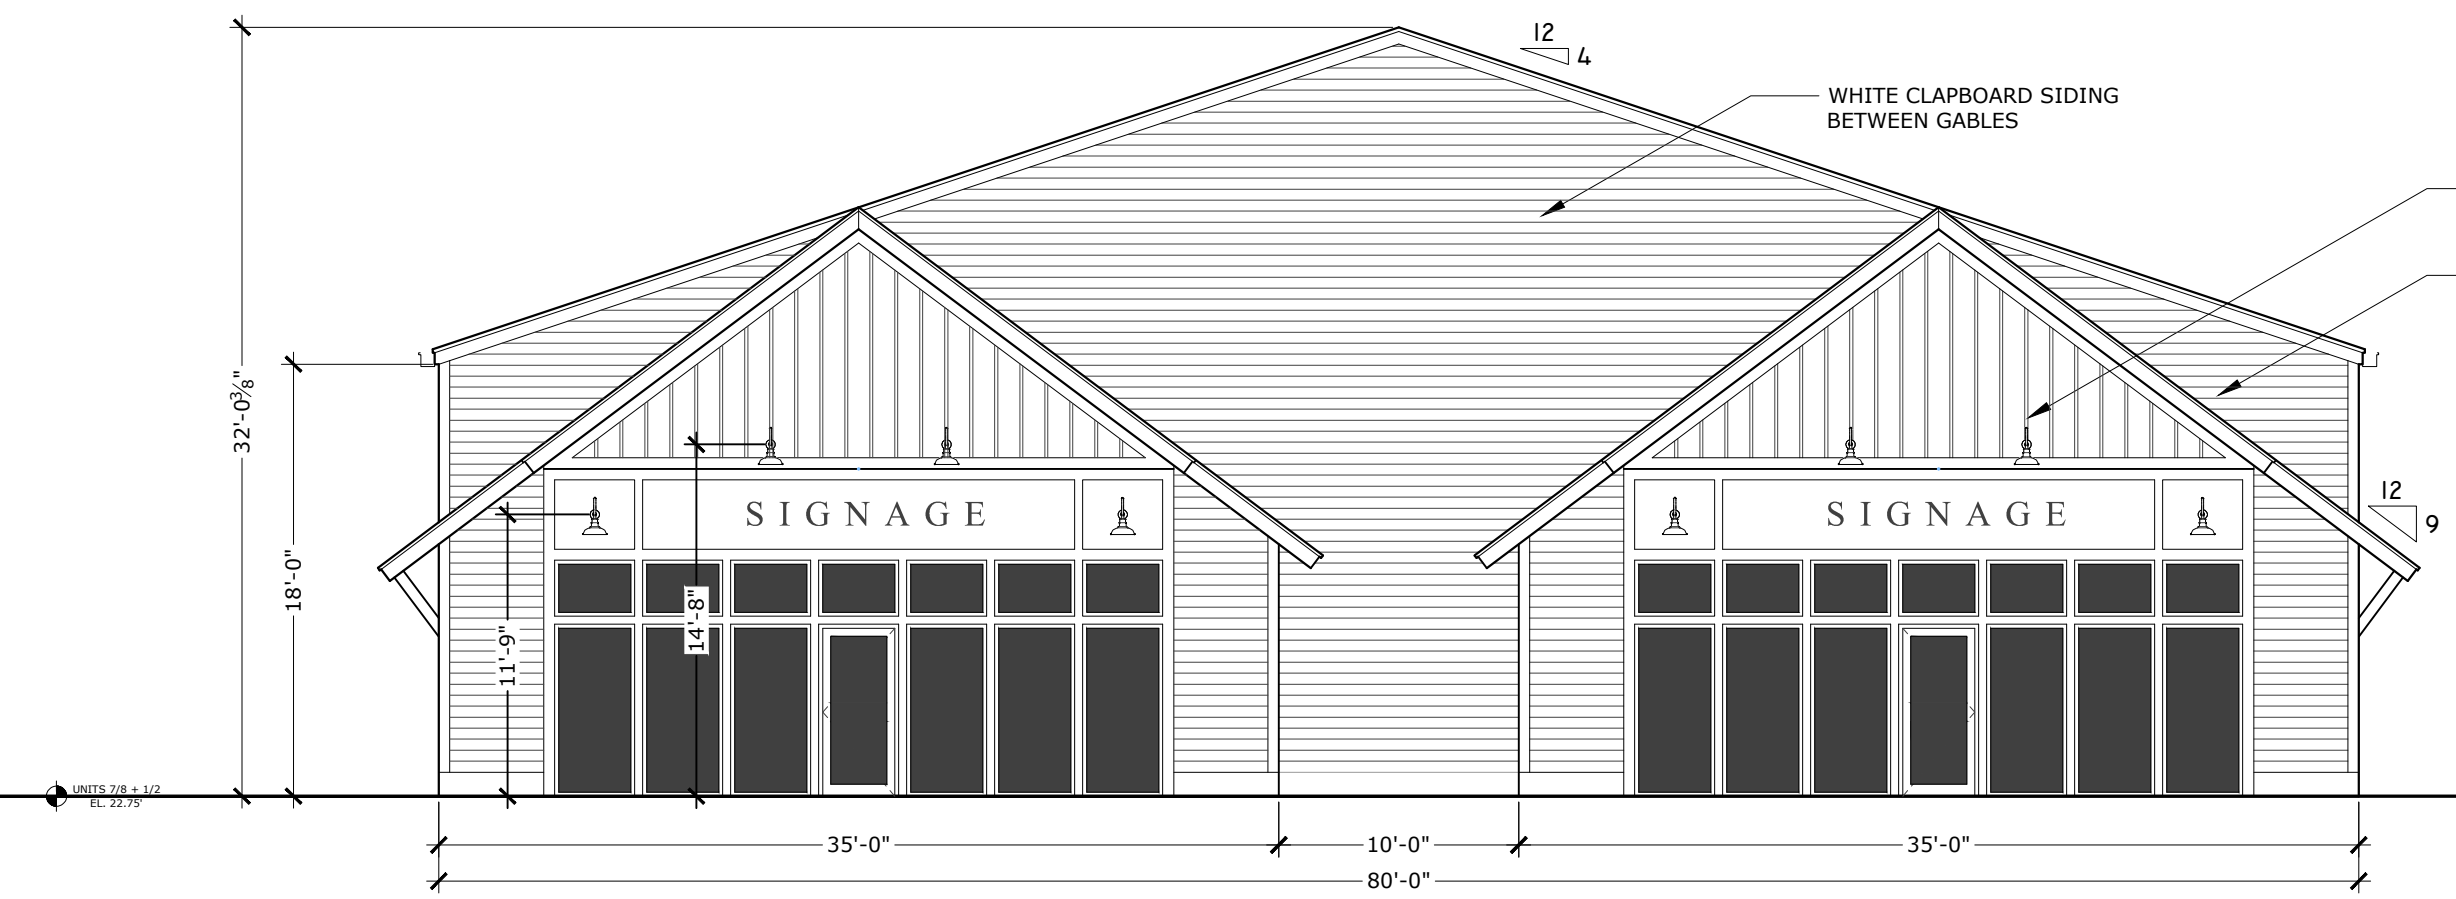 12
4
WHITE CLAPBOARD SIDING
BETWEEN GABLES
32'-0⅜"
18'-0"
11'-9"
14'-8"
SIGNAGE
SIGNAGE
12
9
UNITS 7/8 + 1/2
EL. 22.75'
35'-0"
10'-0"
35'-0"
80'-0"